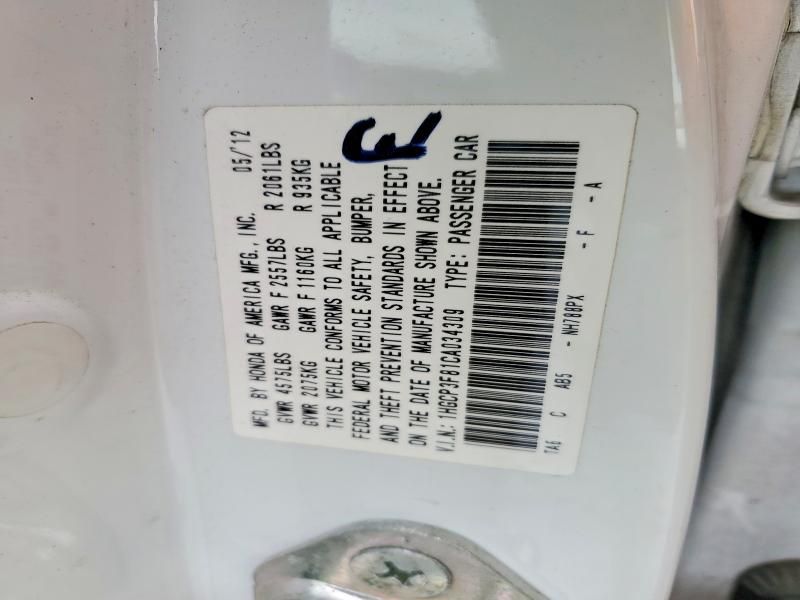 MFD. BY HONDA OF AMERICA MFG., INC. 05/12
GVWR 4575LBS GAWR F 2557LBS R 2061LBS
GVWR 2075KG GAWR F 1160KG R 935KG
THIS VEHICLE CONFORMS TO ALL APPLICABLE
FEDERAL MOTOR VEHICLE SAFETY, BUMPER,
AND THEFT PREVENTION STANDARDS IN EFFECT
ON THE DATE OF MANUFACTURE SHOWN ABOVE.
V.I.N.: 1HGCP3F81CA034309 TYPE: PASSENGER CAR
TA6 C AB5 - NH788PX - F - A
E